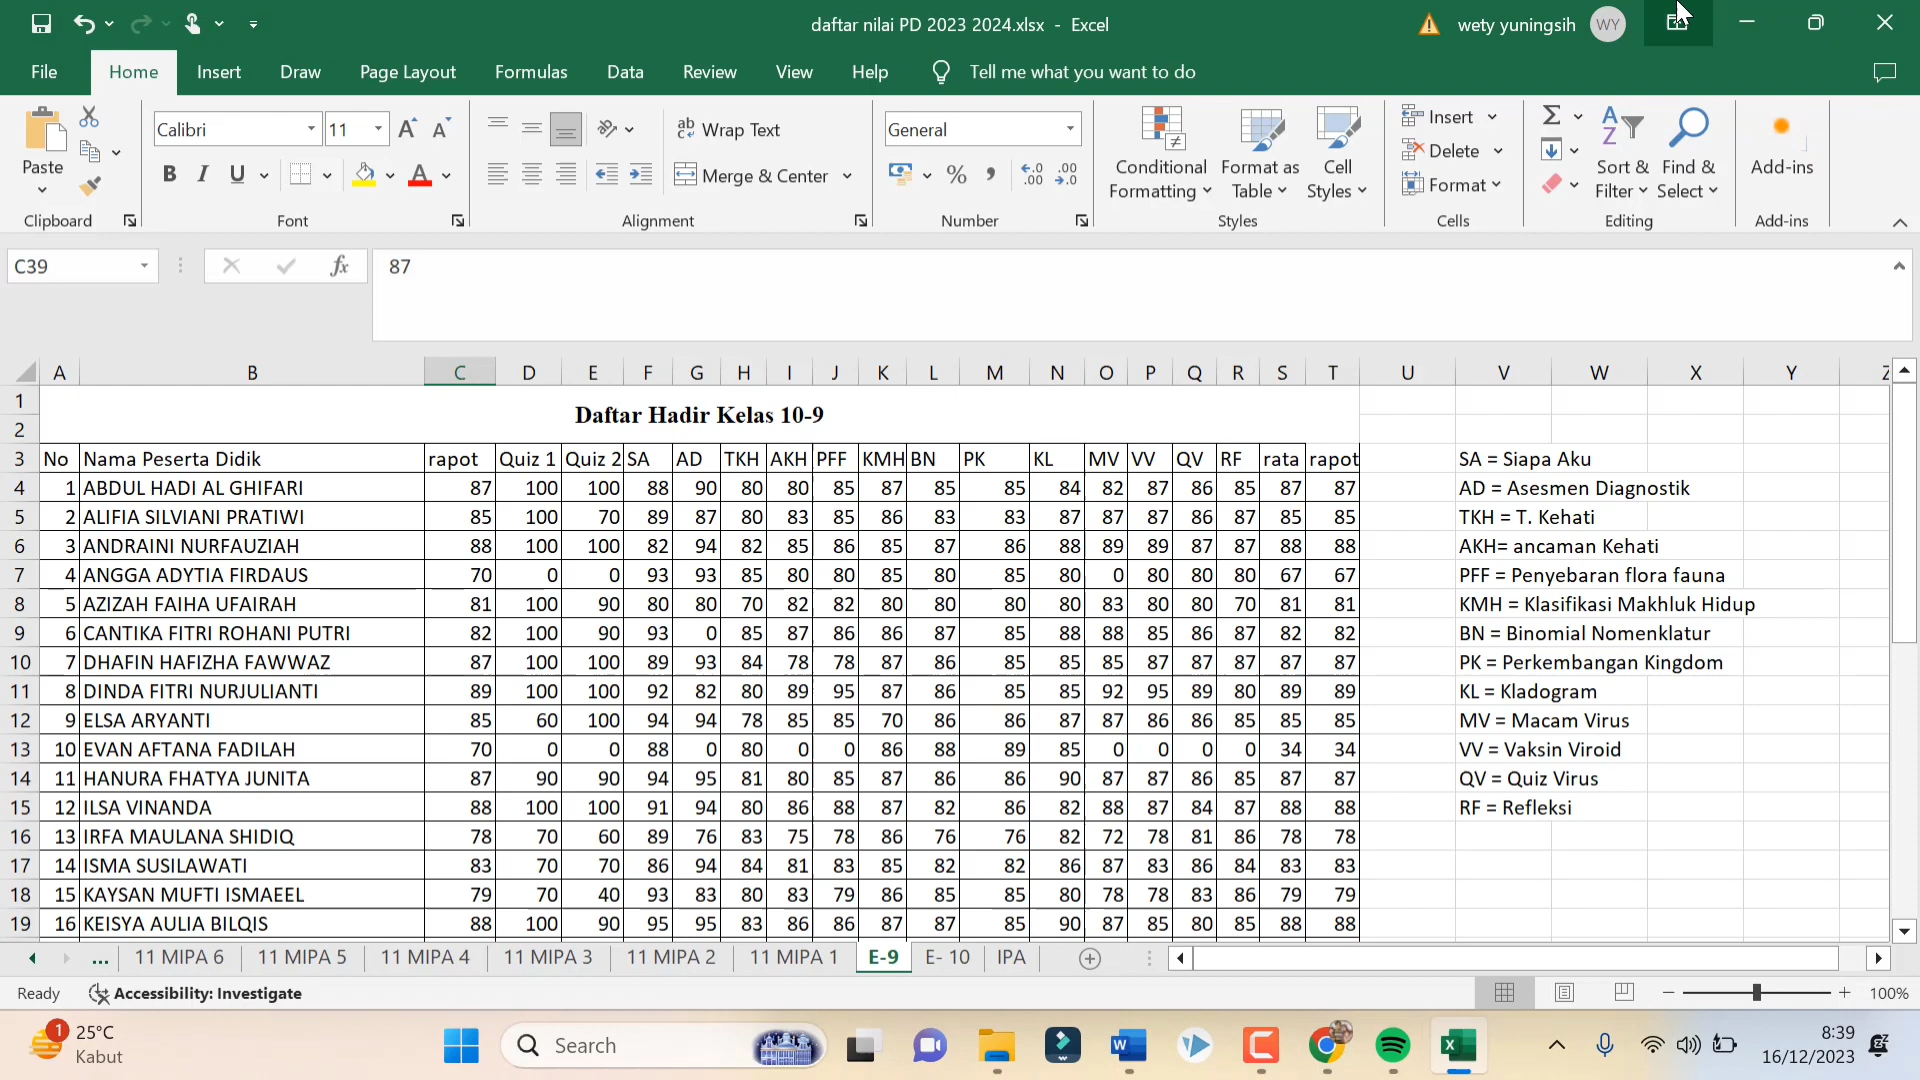 daftar nilai PD 2023 2024.xlsx - Excel
wety yuningsih WY
File Home Insert Draw Page Layout Formulas Data Review View Help Tell me what you want to do
Paste
Clipboard
Calibri 11
B I U
Font
Wrap Text
Merge & Center
Alignment
General
Number
Conditional Formatting
Format as Table
Cell Styles
Styles
Insert
Delete
Format
Cells
Sort & Filter
Find & Select
Editing
Add-ins
Add-ins
C39 fx 87
A B C D E F G H I J K L M N O P Q R S T U V W X Y Z
1 Daftar Hadir Kelas 10-9
2
3 No Nama Peserta Didik rapot Quiz 1 Quiz 2 SA AD TKH AKH PFF KMH BN PK KL MV VV QV RF rata rapot SA = Siapa Aku
4 1 ABDUL HADI AL GHIFARI 87 100 100 88 90 80 80 85 87 85 85 84 82 87 86 85 87 87 AD = Asesmen Diagnostik
5 2 ALIFIA SILVIANI PRATIWI 85 100 70 89 87 80 83 85 86 83 83 87 87 87 86 87 85 85 TKH = T. Kehati
6 3 ANDRAINI NURFAUZIAH 88 100 100 82 94 82 85 86 85 87 86 88 89 89 87 87 88 88 AKH= ancaman Kehati
7 4 ANGGA ADYTIA FIRDAUS 70 0 0 93 93 85 80 80 85 80 85 80 0 80 80 80 67 67 PFF = Penyebaran flora fauna
8 5 AZIZAH FAIHA UFAIRAH 81 100 90 80 80 70 82 82 80 80 80 80 83 80 80 70 81 81 KMH = Klasifikasi Makhluk Hidup
9 6 CANTIKA FITRI ROHANI PUTRI 82 100 90 93 0 85 87 86 86 87 85 88 88 85 86 87 82 82 BN = Binomial Nomenklatur
10 7 DHAFIN HAFIZHA FAWWAZ 87 100 100 89 93 84 78 78 87 86 85 85 85 87 87 87 87 87 PK = Perkembangan Kingdom
11 8 DINDA FITRI NURJULIANTI 89 100 100 92 82 80 89 95 87 86 85 85 92 95 89 80 89 89 KL = Kladogram
12 9 ELSA ARYANTI 85 60 100 94 94 78 85 85 70 86 86 87 87 86 86 85 85 85 MV = Macam Virus
13 10 EVAN AFTANA FADILAH 70 0 0 88 0 80 0 0 86 88 89 85 0 0 0 0 34 34 VV = Vaksin Viroid
14 11 HANURA FHATYA JUNITA 87 90 90 94 95 81 80 85 87 86 86 90 87 87 86 85 87 87 QV = Quiz Virus
15 12 ILSA VINANDA 88 100 100 91 94 80 86 88 87 82 86 82 88 87 84 87 88 88 RF = Refleksi
16 13 IRFA MAULANA SHIDIQ 78 70 60 89 76 83 75 78 86 76 76 82 72 78 81 86 78 78
17 14 ISMA SUSILAWATI 83 70 70 86 94 84 81 83 85 82 82 86 87 83 86 84 83 83
18 15 KAYSAN MUFTI ISMAEEL 79 70 40 93 83 80 83 79 86 85 85 80 78 78 83 86 79 79
19 16 KEISYA AULIA BILQIS 88 100 90 95 95 83 86 86 87 87 85 90 87 85 80 85 88 88
... 11 MIPA 6 11 MIPA 5 11 MIPA 4 11 MIPA 3 11 MIPA 2 11 MIPA 1 E-9 E- 10 IPA
Ready Accessibility: Investigate 100%
1 25°C
Kabut
Search
8:39
16/12/2023